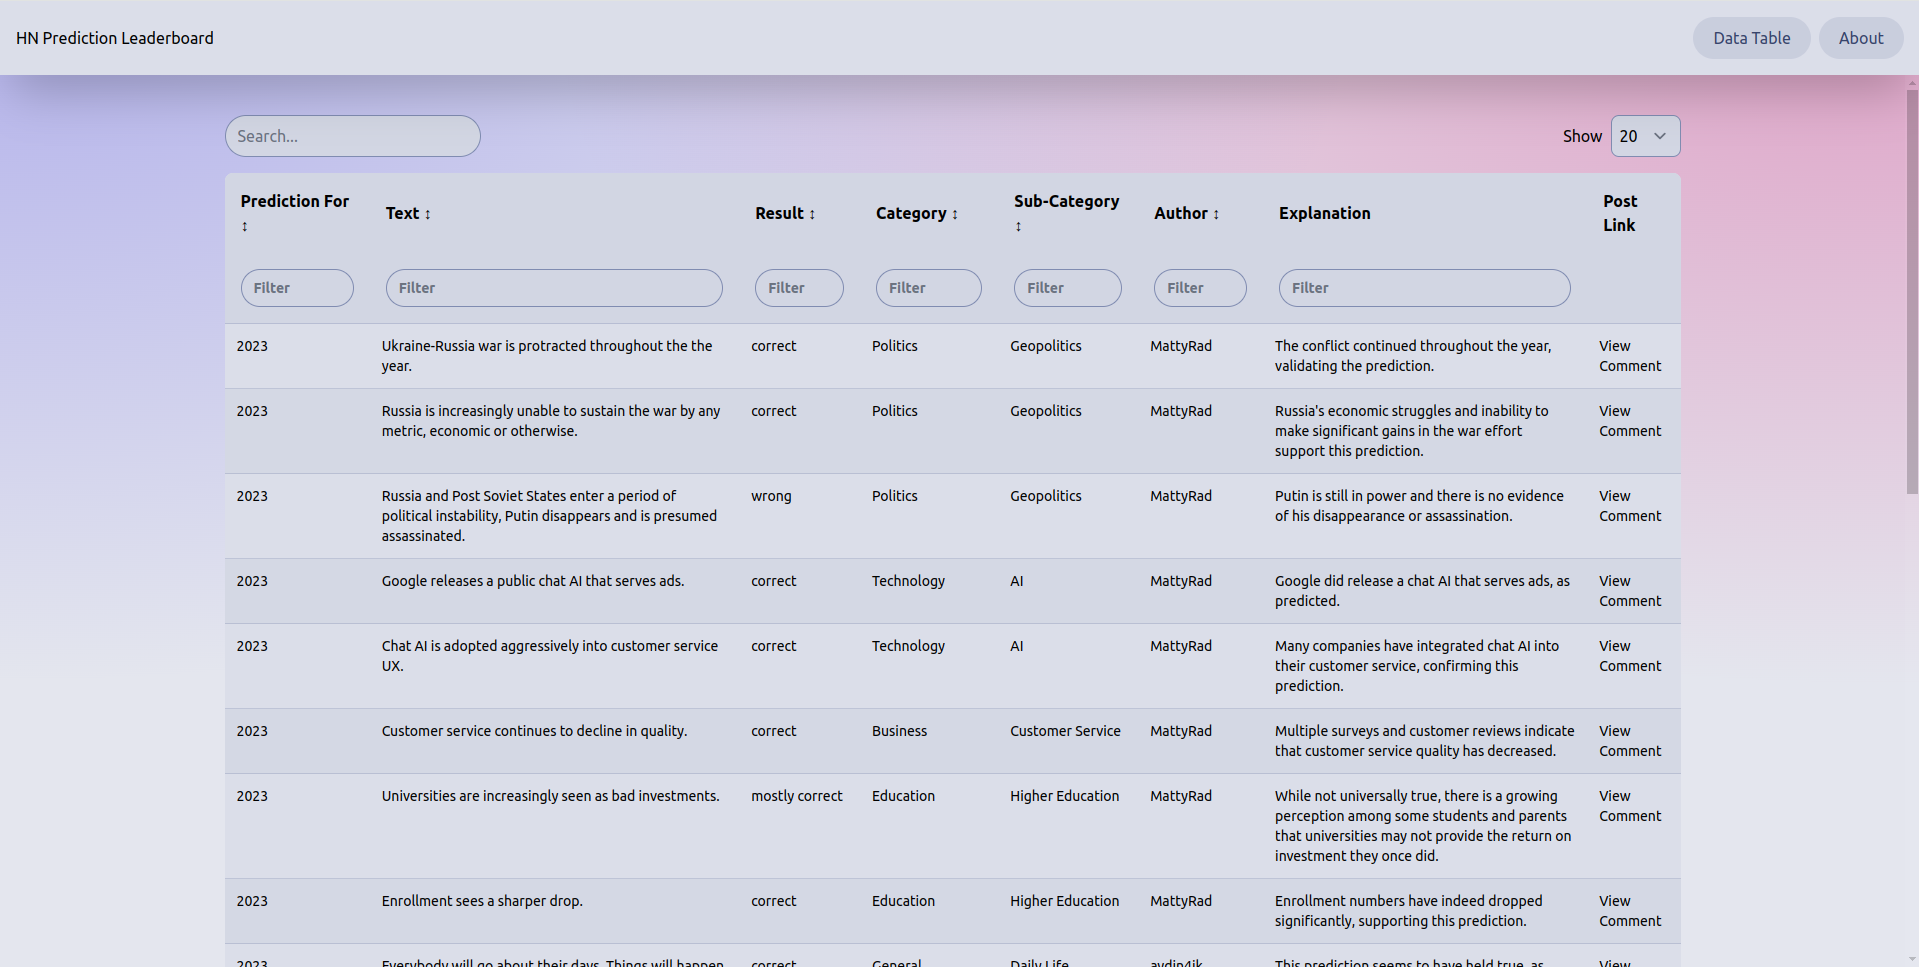 HN Prediction Leaderboard
Data Table
About
Search...
Show 20
Prediction For ↕
Text ↕
Result ↕
Category ↕
Sub-Category ↕
Author ↕
Explanation
Post Link
Filter Filter Filter Filter Filter Filter Filter
2023 Ukraine-Russia war is protracted throughout the the correct Politics Geopolitics MattyRad The conflict continued throughout the year, View
year. validating the prediction. Comment
2023 Russia is increasingly unable to sustain the war by any correct Politics Geopolitics MattyRad Russia's economic struggles and inability to View
metric, economic or otherwise. make significant gains in the war effort Comment
support this prediction.
2023 Russia and Post Soviet States enter a period of wrong Politics Geopolitics MattyRad Putin is still in power and there is no evidence View
political instability, Putin disappears and is presumed of his disappearance or assassination. Comment
assassinated.
2023 Google releases a public chat AI that serves ads. correct Technology AI MattyRad Google did release a chat AI that serves ads, as View
predicted. Comment
2023 Chat AI is adopted aggressively into customer service correct Technology AI MattyRad Many companies have integrated chat AI into View
UX. their customer service, confirming this Comment
prediction.
2023 Customer service continues to decline in quality. correct Business Customer Service MattyRad Multiple surveys and customer reviews indicate View
that customer service quality has decreased. Comment
2023 Universities are increasingly seen as bad investments. mostly correct Education Higher Education MattyRad While not universally true, there is a growing View
perception among some students and parents Comment
that universities may not provide the return on
investment they once did.
2023 Enrollment sees a sharper drop. correct Education Higher Education MattyRad Enrollment numbers have indeed dropped View
significantly, supporting this prediction. Comment
2023 Everybody will go about their days. Things will happen correct General Daily Life avdin4ik This prediction seems to have held true, as View